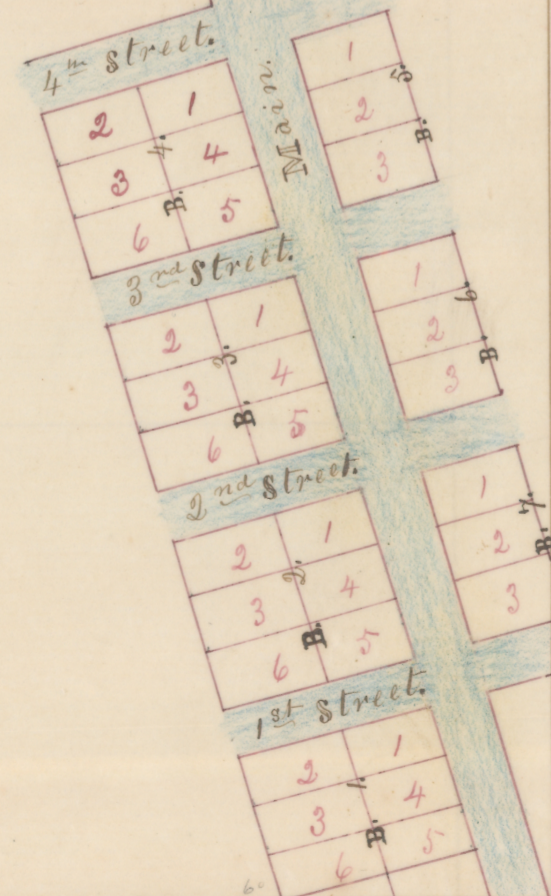 4th street.
Main.
2 1
3 4
6 5
B. 4.
1
2
3
B. 5.
3rd Street.
2 1
3 4
6 5
B. 3.
1
2
3
B. 6.
2nd Street.
2 1
3 4
6 5
B. 2.
1
2
3
B. 7.
1st Street.
2 1
3 4
6 5
B. 1.